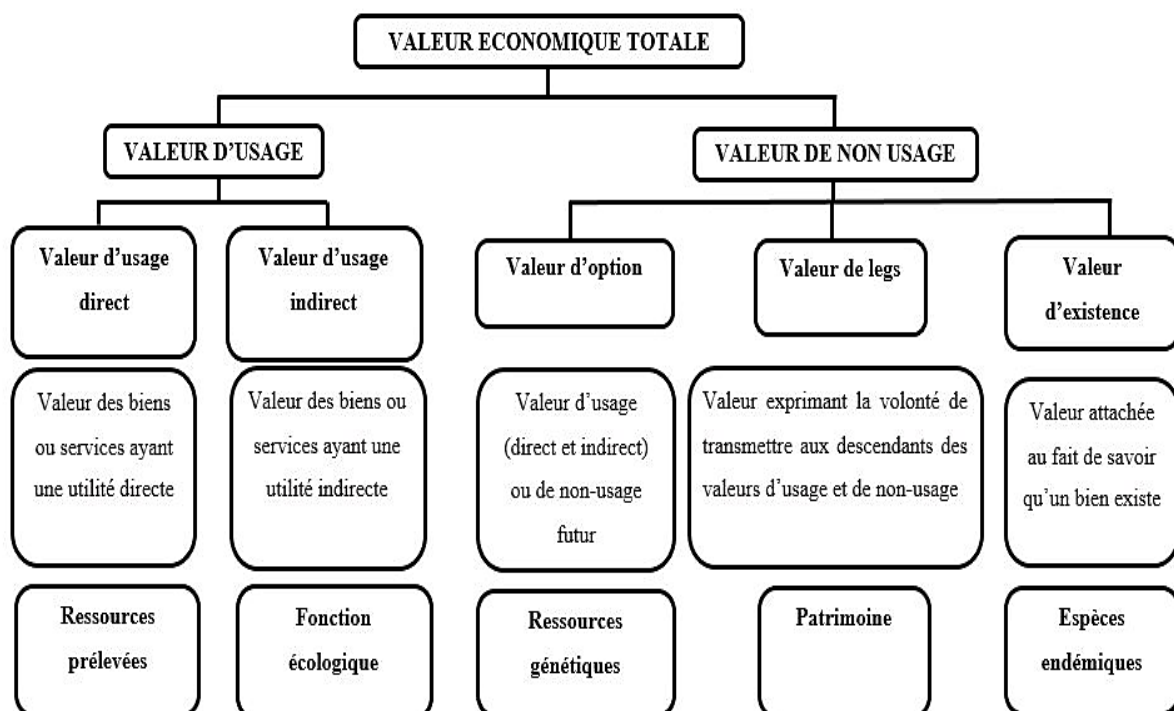 VALEUR ECONOMIQUE TOTALE
VALEUR D'USAGE
VALEUR DE NON USAGE
Valeur d'usage
direct
Valeur d'usage
indirect
Valeur d'option
Valeur de legs
Valeur
d'existence
Valeur des biens
ou services ayant
une utilité directe
Valeur des biens ou
services ayant une
utilité indirecte
Valeur d'usage
(direct et indirect)
ou de non-usage
futur
Valeur exprimant la volonté de
transmettre aux descendants des
valeurs d'usage et de non-usage
Valeur attachée
au fait de savoir
qu'un bien existe
Ressources
prélevées
Fonction
écologique
Ressources
génétiques
Patrimoine
Espèces
endémiques